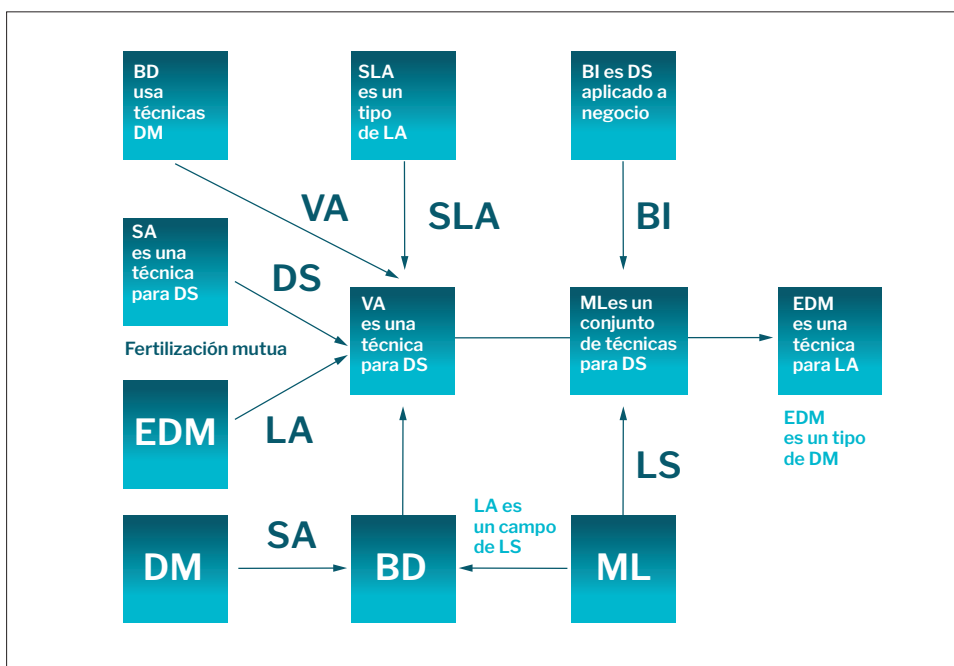 BD
usa
técnicas
DM
SLA
es un
tipo
de LA
BI es DS
aplicado a
negocio
VA
SLA
BI
SA
es una
técnica
para DS
DS
VA
es una
técnica
para DS
MLes un
conjunto
de técnicas
para DS
EDM
es una
técnica
para LA
Fertilización mutua
EDM
LA
EDM
es un tipo
de DM
LS
LA es
un campo
de LS
DM
SA
BD
ML